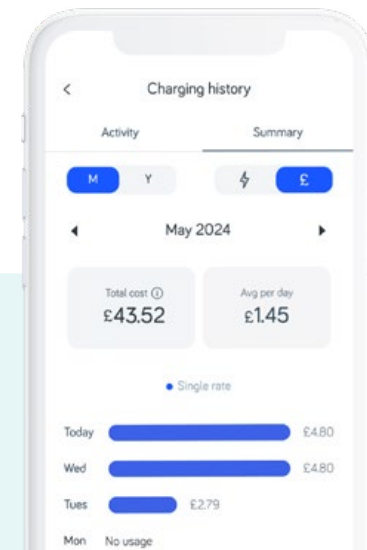 Charging history
Activity Summary
M Y £
May 2024
Total cost Avg per day
£43.52 £1.45
Single rate
Today £4.80
Wed £4.80
Tues £2.79
Mon No usage